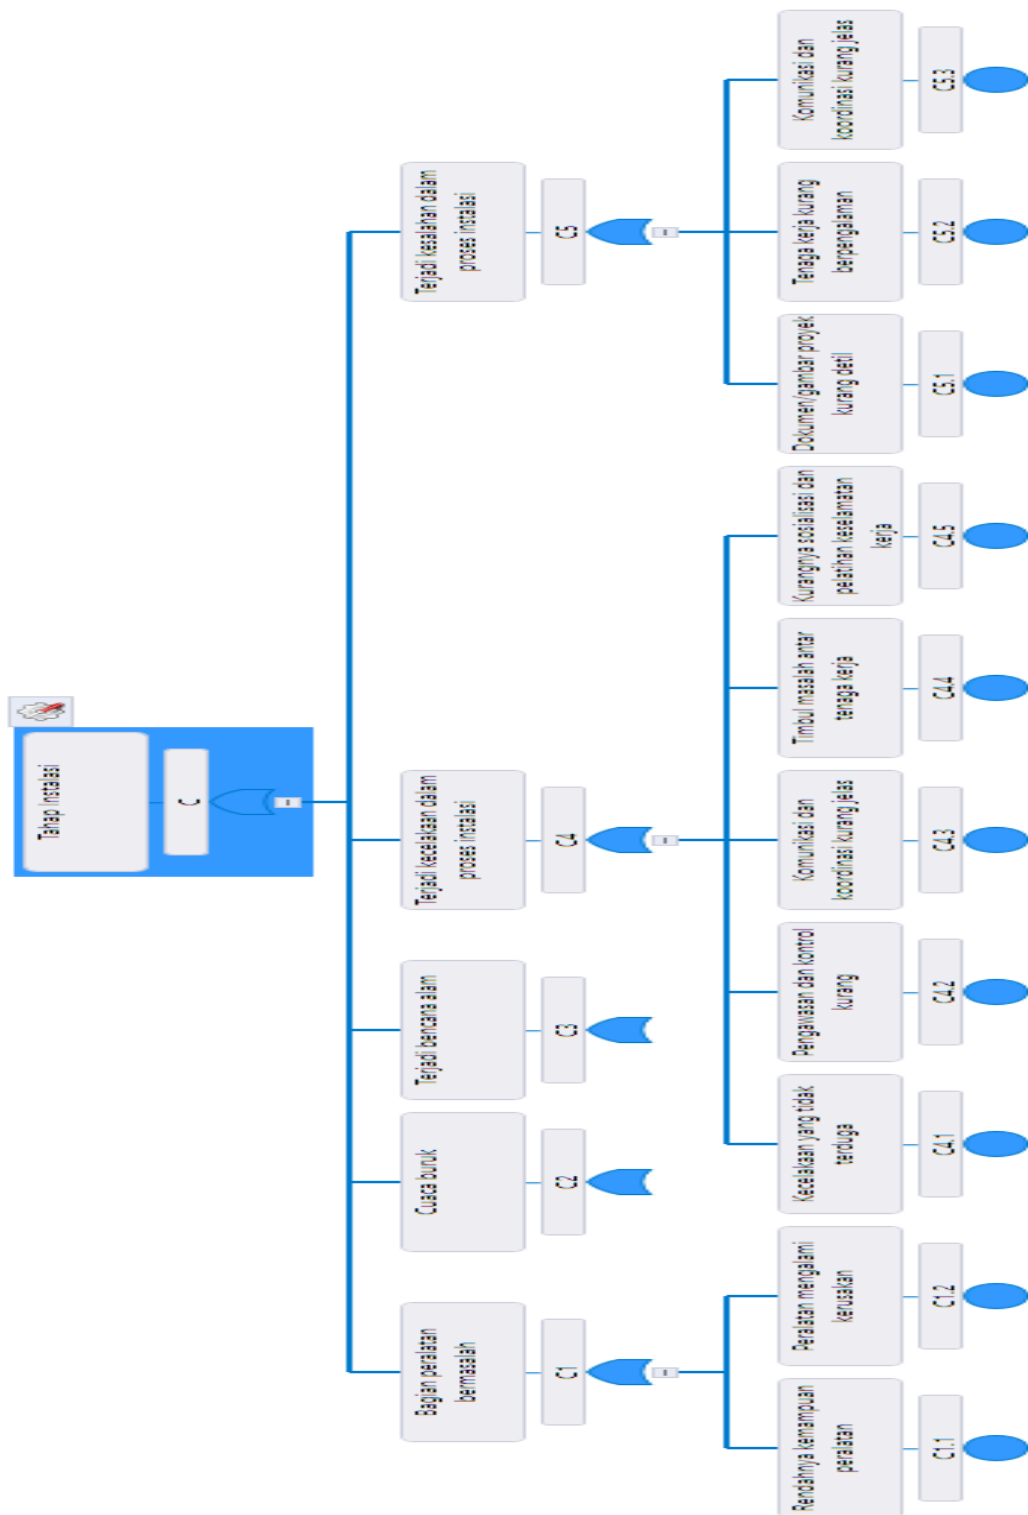 Tahap Instalasi
C
Bagian peralatan
bermasalah
C1
Cuaca buruk
C2
Terjadi bencana alam
C3
Terjadi kecelakaan dalam
proses instalasi
C4
Terjadi kesalahan dalam
proses instalasi
C5
Rendahnya kemampuan
peralatan
C1.1
Peralatan mengalami
kerusakan
C1.2
Kecelakaan yang tidak
terduga
C4.1
Pengawasan dan kontrol
kurang
C4.2
Komunikasi dan
koordinasi kurang jelas
C4.3
Timbul masalah antar
tenaga kerja
C4.4
Kurangnya sosialisasi dan
pelatihan keselamatan
kerja
C4.5
Dokumen/gambar proyek
kurang detil
C5.1
Tenaga kerja kurang
berpengalaman
C5.2
Komunikasi dan
koordinasi kurang jelas
C5.3